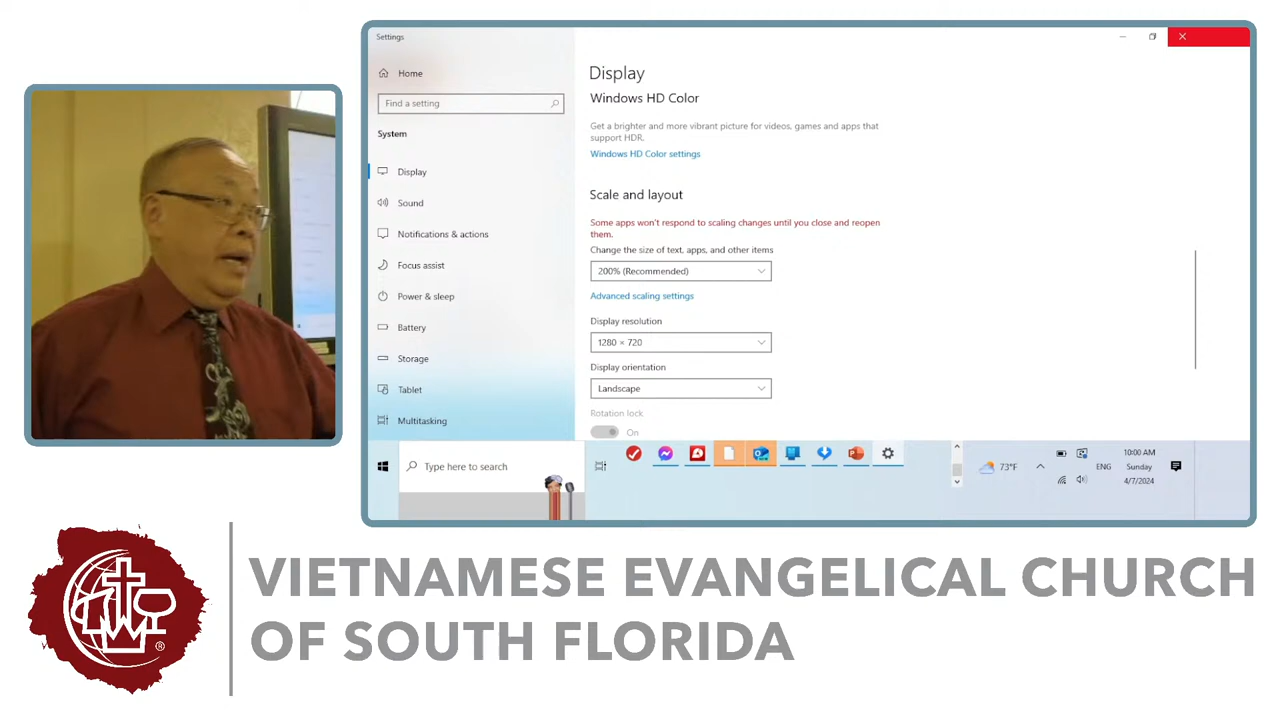 Settings
Home
Find a setting
System
Display
Sound
Notifications & actions
Focus assist
Power & sleep
Battery
Storage
Tablet
Multitasking
Display
Windows HD Color
Get a brighter and more vibrant picture for videos, games and apps that
support HDR.
Windows HD Color settings
Scale and layout
Some apps won't respond to scaling changes until you close and reopen
them.
Change the size of text, apps, and other items
200% (Recommended)
Advanced scaling settings
Display resolution
1280 × 720
Display orientation
Landscape
Rotation lock
On
Type here to search
73°F
ENG
10:00 AM
Sunday
4/7/2024
VIETNAMESE EVANGELICAL CHURCH
OF SOUTH FLORIDA
®